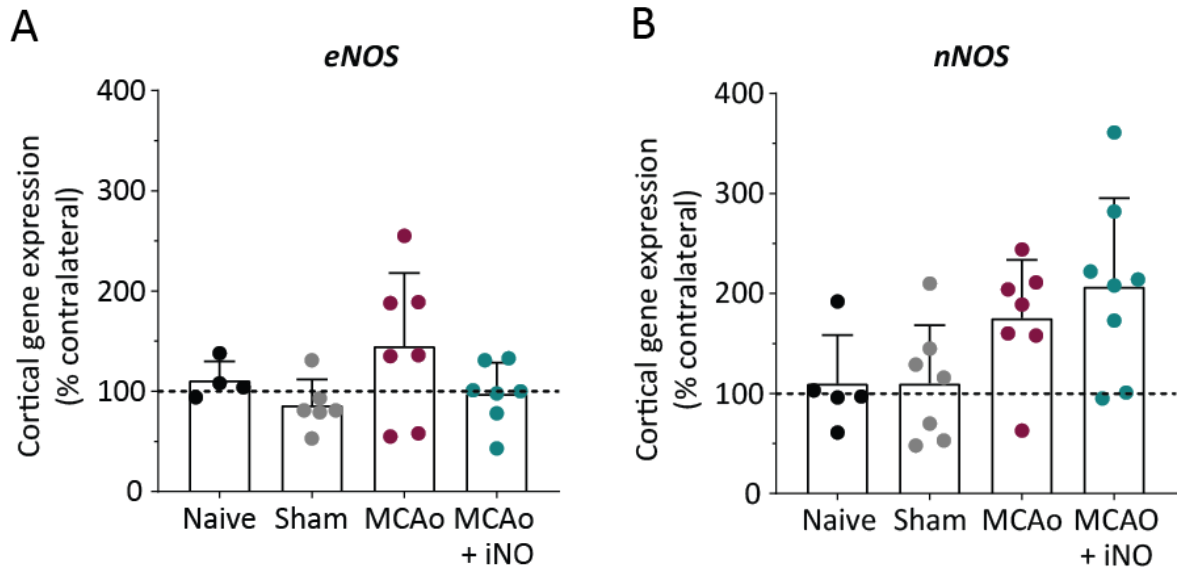 A
eNOS
Cortical gene expression
(% contralateral)
400
300
200
100
0
Naive
Sham
MCAo
MCAo
+ iNO
B
nNOS
Cortical gene expression
(% contralateral)
400
300
200
100
0
Naive
Sham
MCAo
MCAO
+ iNO